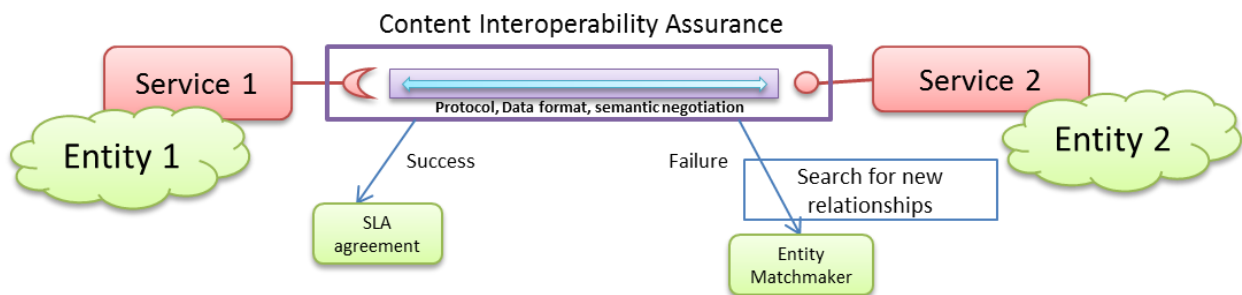 Content Interoperability Assurance
Service 1
Service 2
Protocol, Data format, semantic negotiation
Entity 1
Entity 2
Success
Failure
Search for new
relationships
SLA
agreement
Entity
Matchmaker